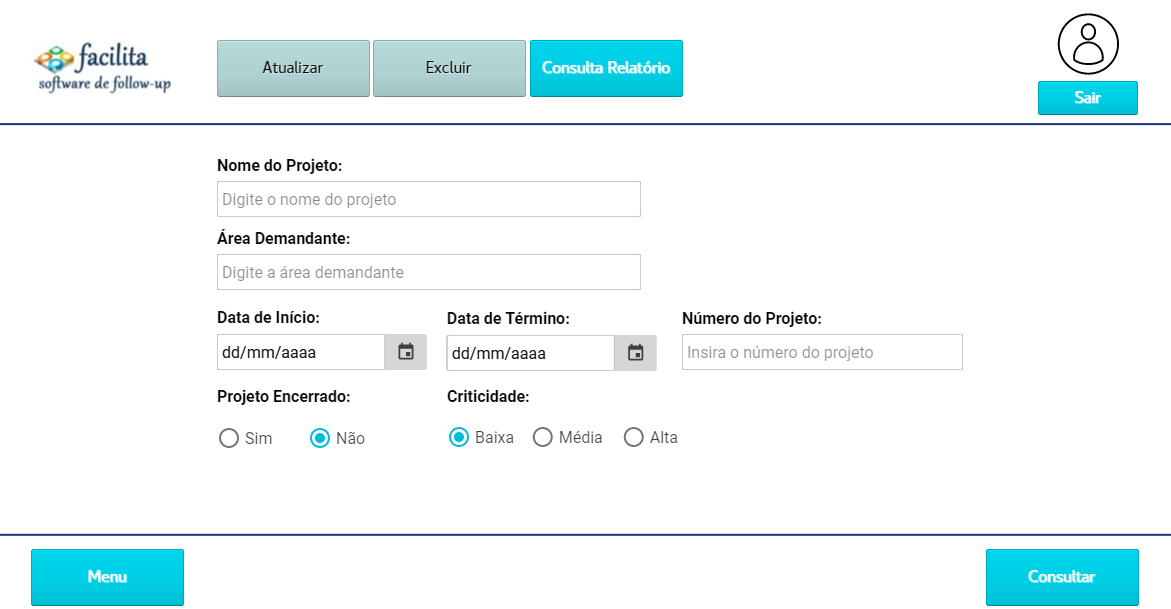 facilita
software de follow-up
Atualizar
Excluir
Consulta Relatório
Sair
Nome do Projeto:
Digite o nome do projeto
Área Demandante:
Digite a área demandante
Data de Início:
Data de Término:
Número do Projeto:
dd/mm/aaaa
dd/mm/aaaa
Insira o número do projeto
Projeto Encerrado:
Criticidade:
Sim
Não
Baixa
Média
Alta
Menu
Consultar